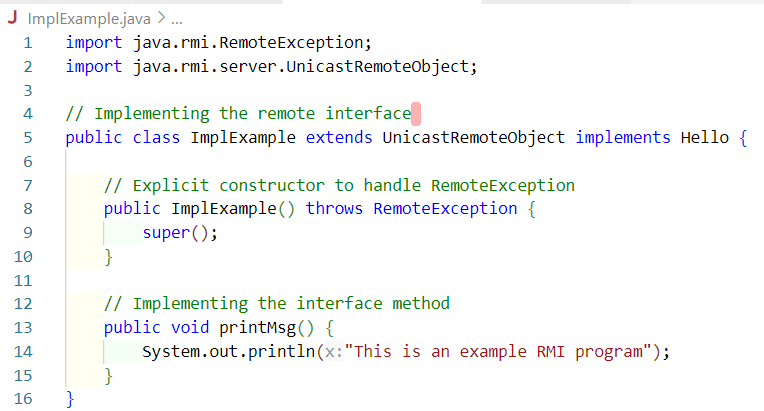 J ImplExample.java > ...
1 import java.rmi.RemoteException;
2 import java.rmi.server.UnicastRemoteObject;
3
4 // Implementing the remote interface
5 public class ImplExample extends UnicastRemoteObject implements Hello {
6
7     // Explicit constructor to handle RemoteException
8     public ImplExample() throws RemoteException {
9         super();
10     }
11
12     // Implementing the interface method
13     public void printMsg() {
14         System.out.println(x:"This is an example RMI program");
15     }
16 }